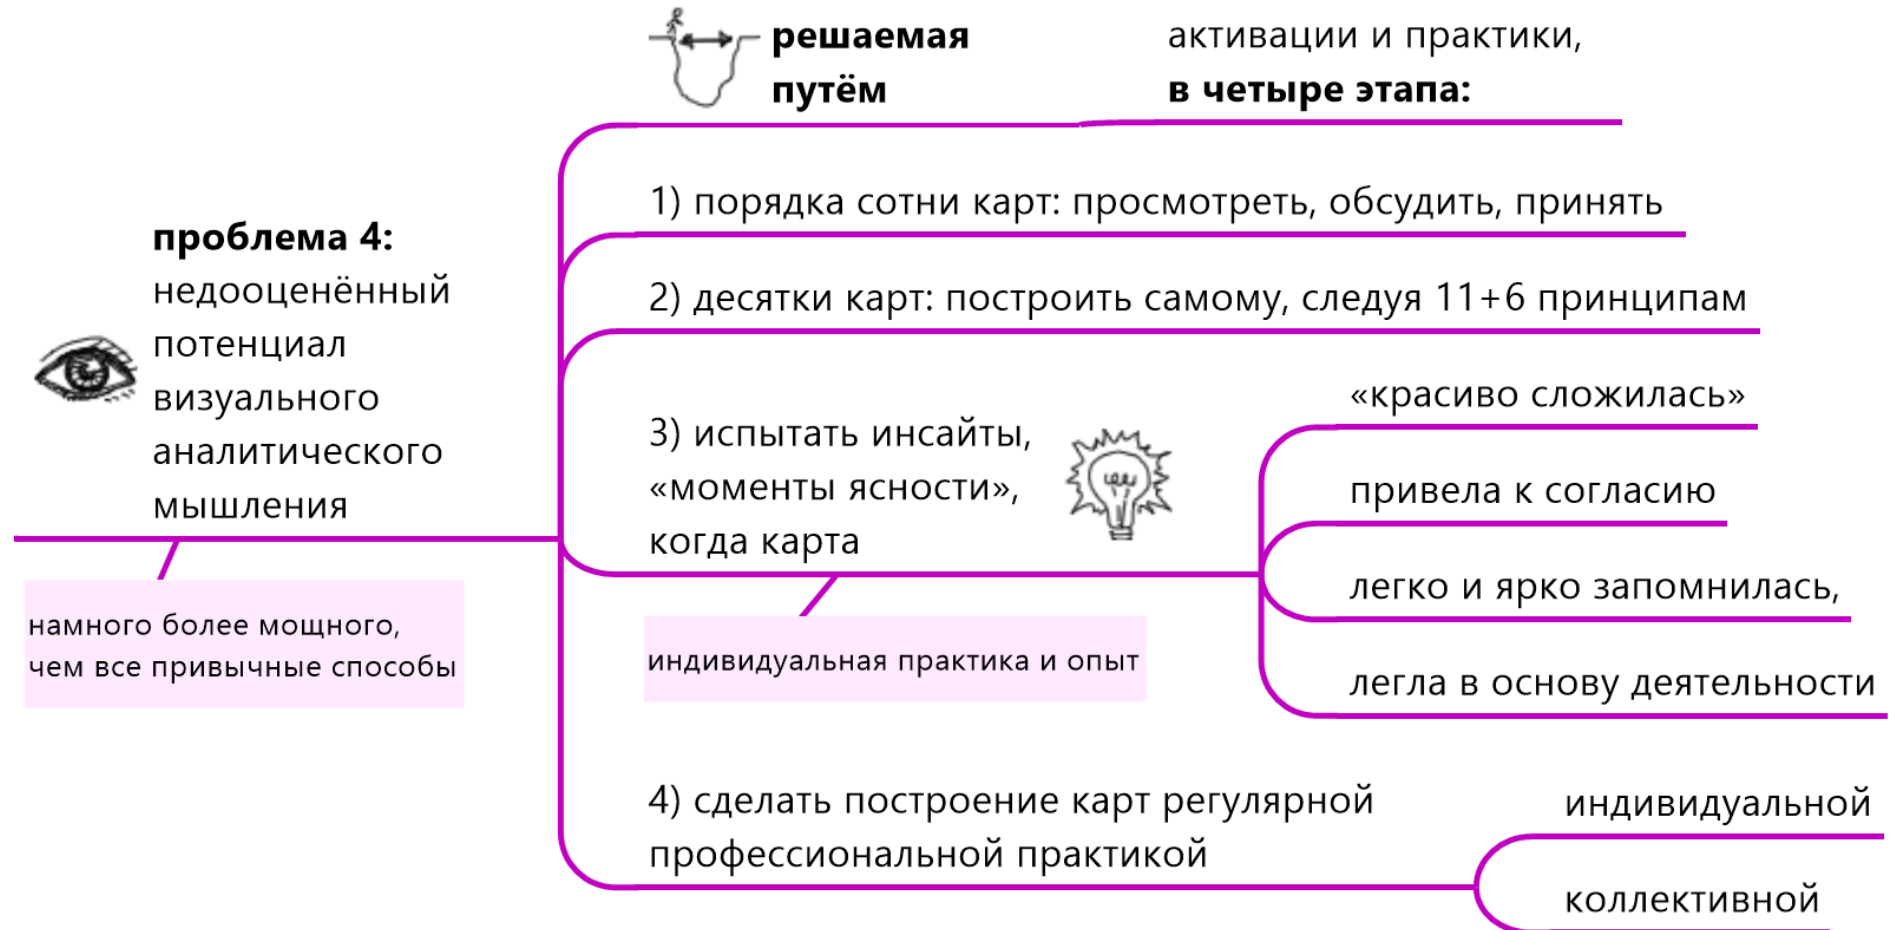 проблема 4:
недооценённый
потенциал
визуального
аналитического
мышления
намного более мощного,
чем все привычные способы
решаемая
путём
активации и практики,
в четыре этапа:
1) порядка сотни карт: просмотреть, обсудить, принять
2) десятки карт: построить самому, следуя 11+6 принципам
3) испытать инсайты,
«моменты ясности»,
когда карта
индивидуальная практика и опыт
«красиво сложилась»
привела к согласию
легко и ярко запомнилась,
легла в основу деятельности
4) сделать построение карт регулярной
профессиональной практикой
индивидуальной
коллективной